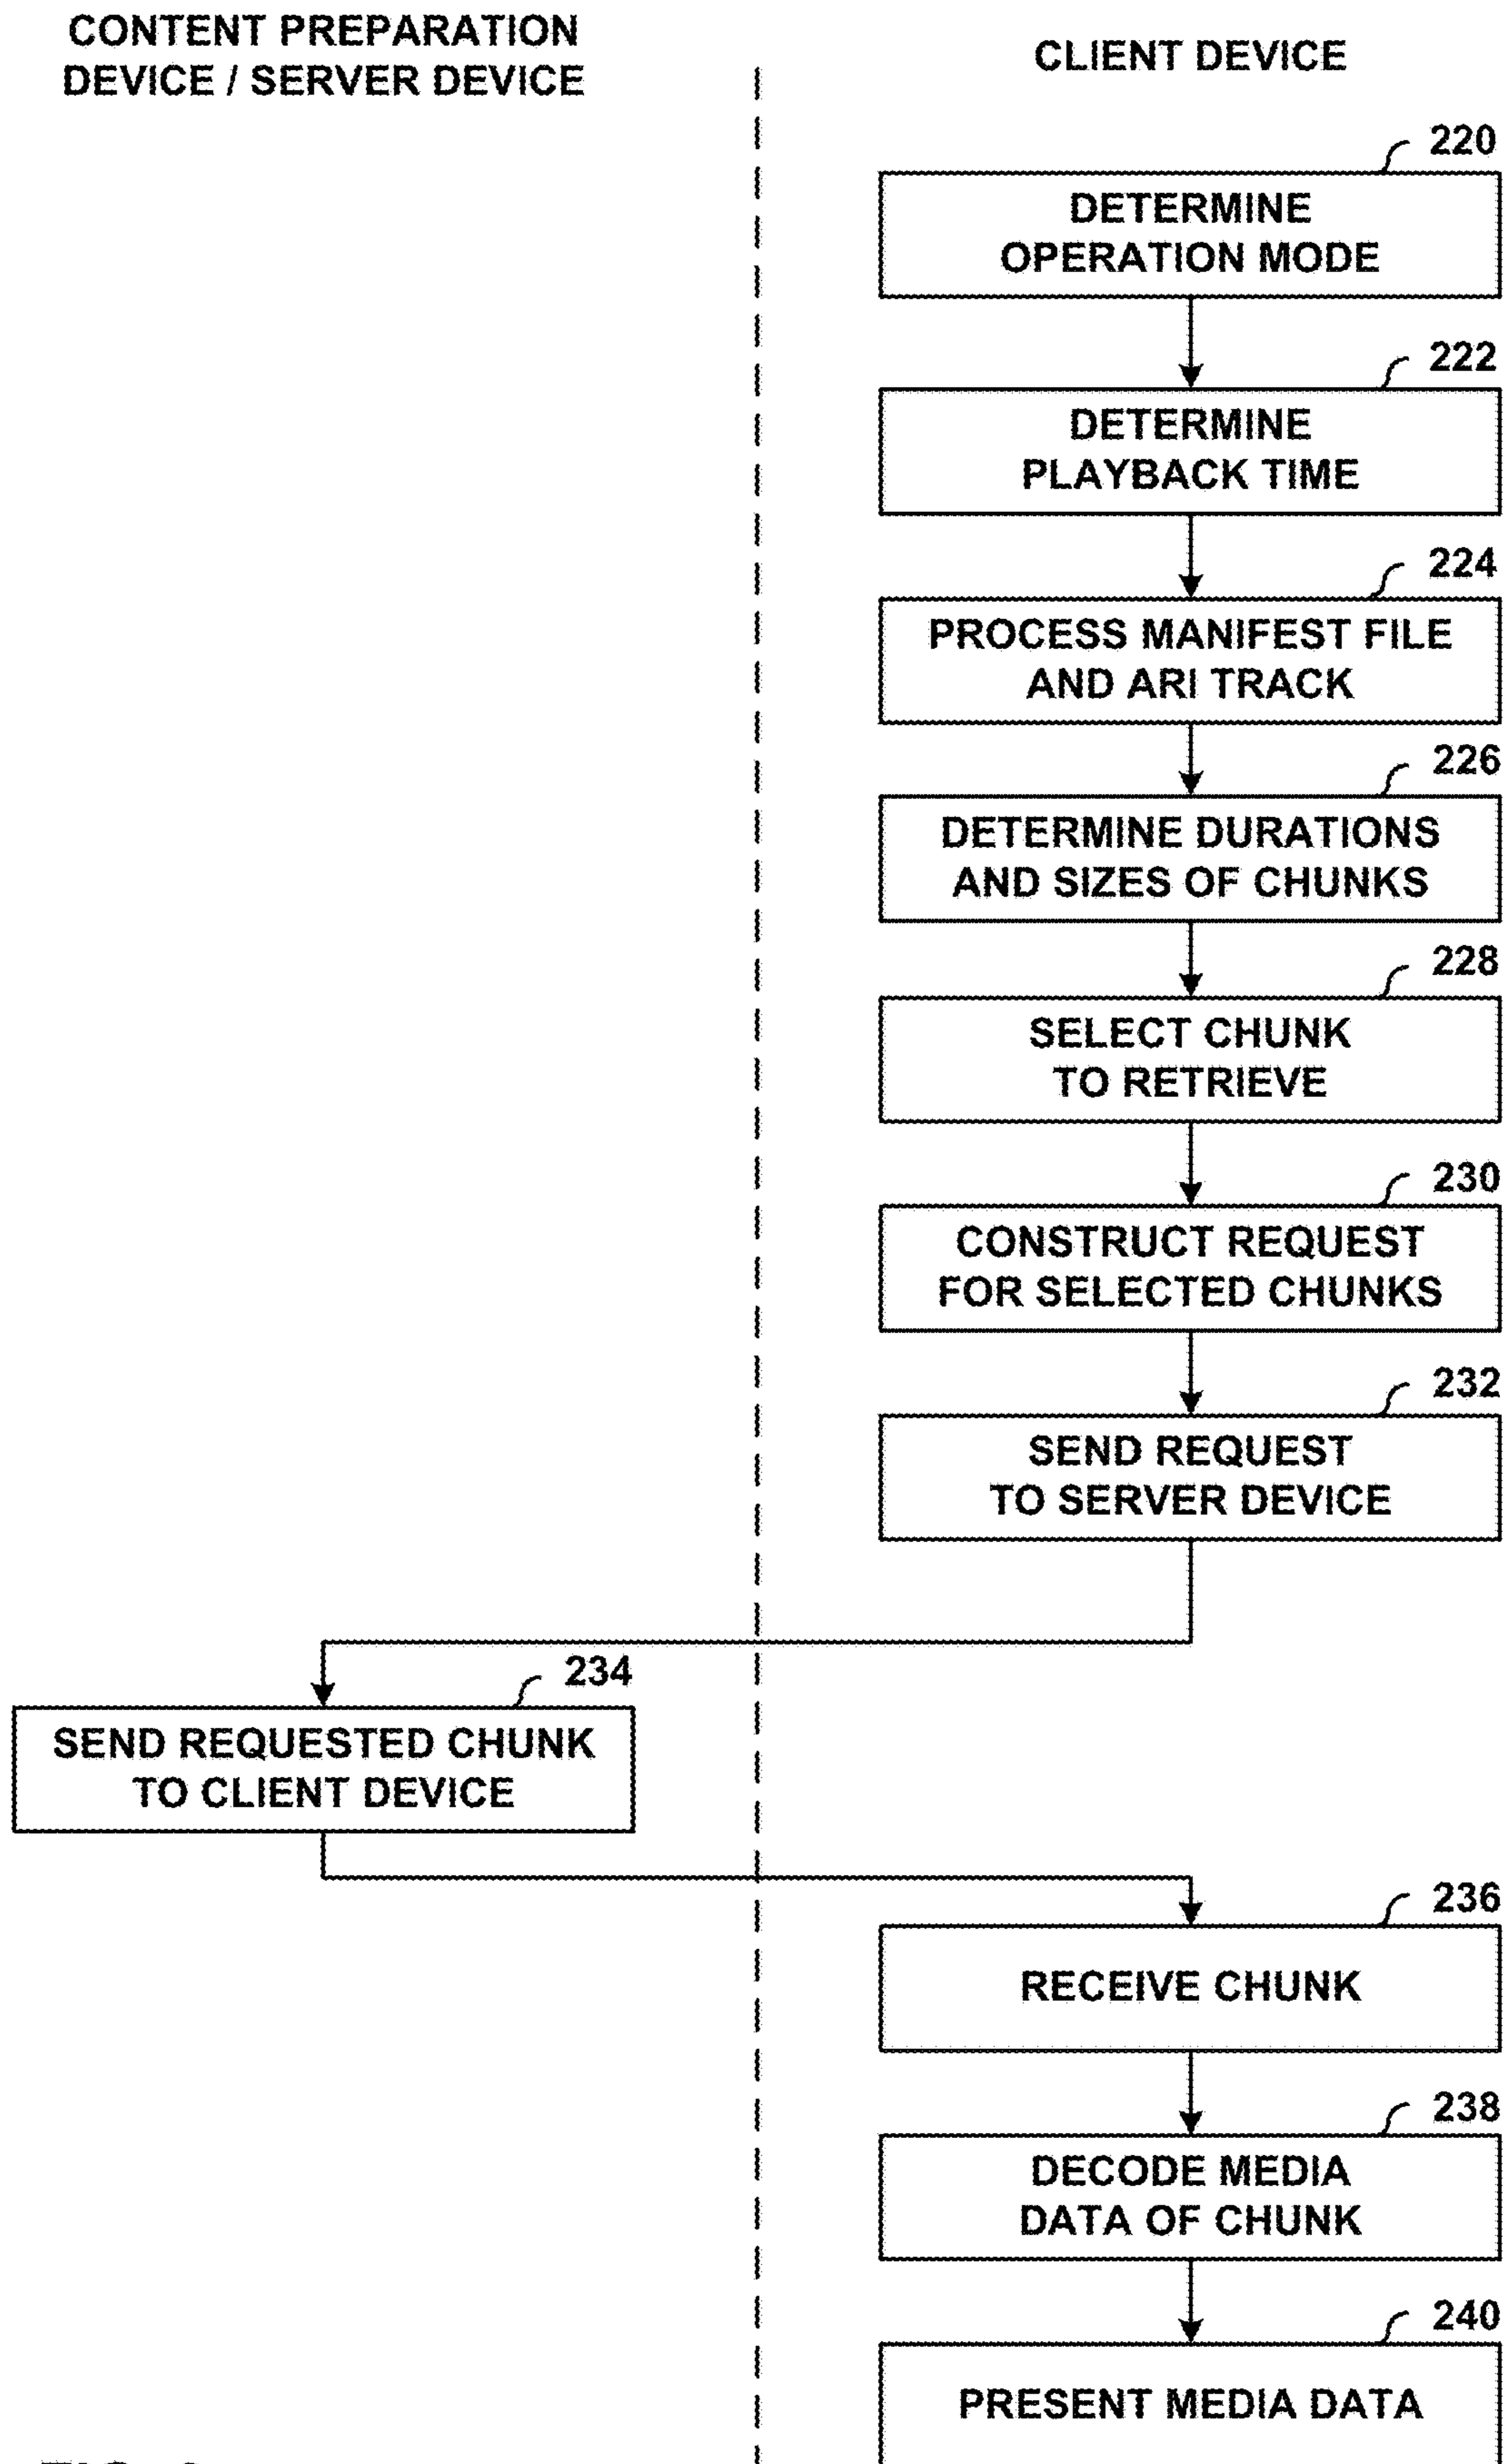 CONTENT PREPARATION
DEVICE / SERVER DEVICE
CLIENT DEVICE
220
DETERMINE
OPERATION MODE
222
DETERMINE
PLAYBACK TIME
224
PROCESS MANIFEST FILE
AND ARI TRACK
226
DETERMINE DURATIONS
AND SIZES OF CHUNKS
228
SELECT CHUNK
TO RETRIEVE
230
CONSTRUCT REQUEST
FOR SELECTED CHUNKS
232
SEND REQUEST
TO SERVER DEVICE
234
SEND REQUESTED CHUNK
TO CLIENT DEVICE
236
RECEIVE CHUNK
238
DECODE MEDIA
DATA OF CHUNK
240
PRESENT MEDIA DATA